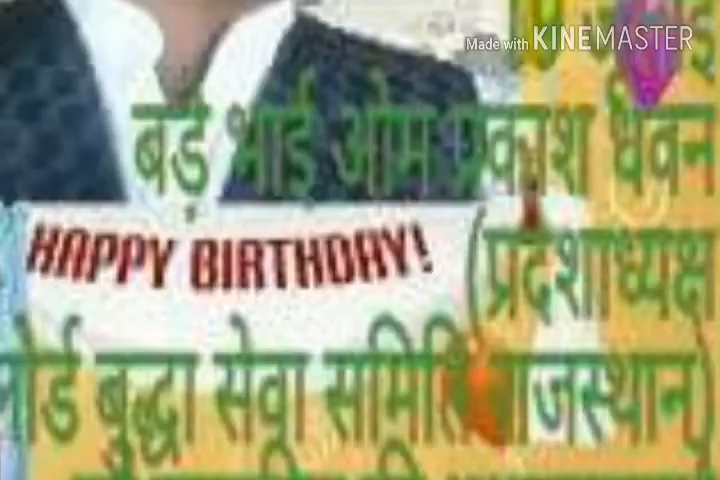 Made with KINEMASTER
बड़े भाई ओम प्रकाश धवन
HAPPY BIRTHDAY!
(प्रदेशाध्यक्ष
लोर्ड बुद्धा सेवा समिति राजस्थान)